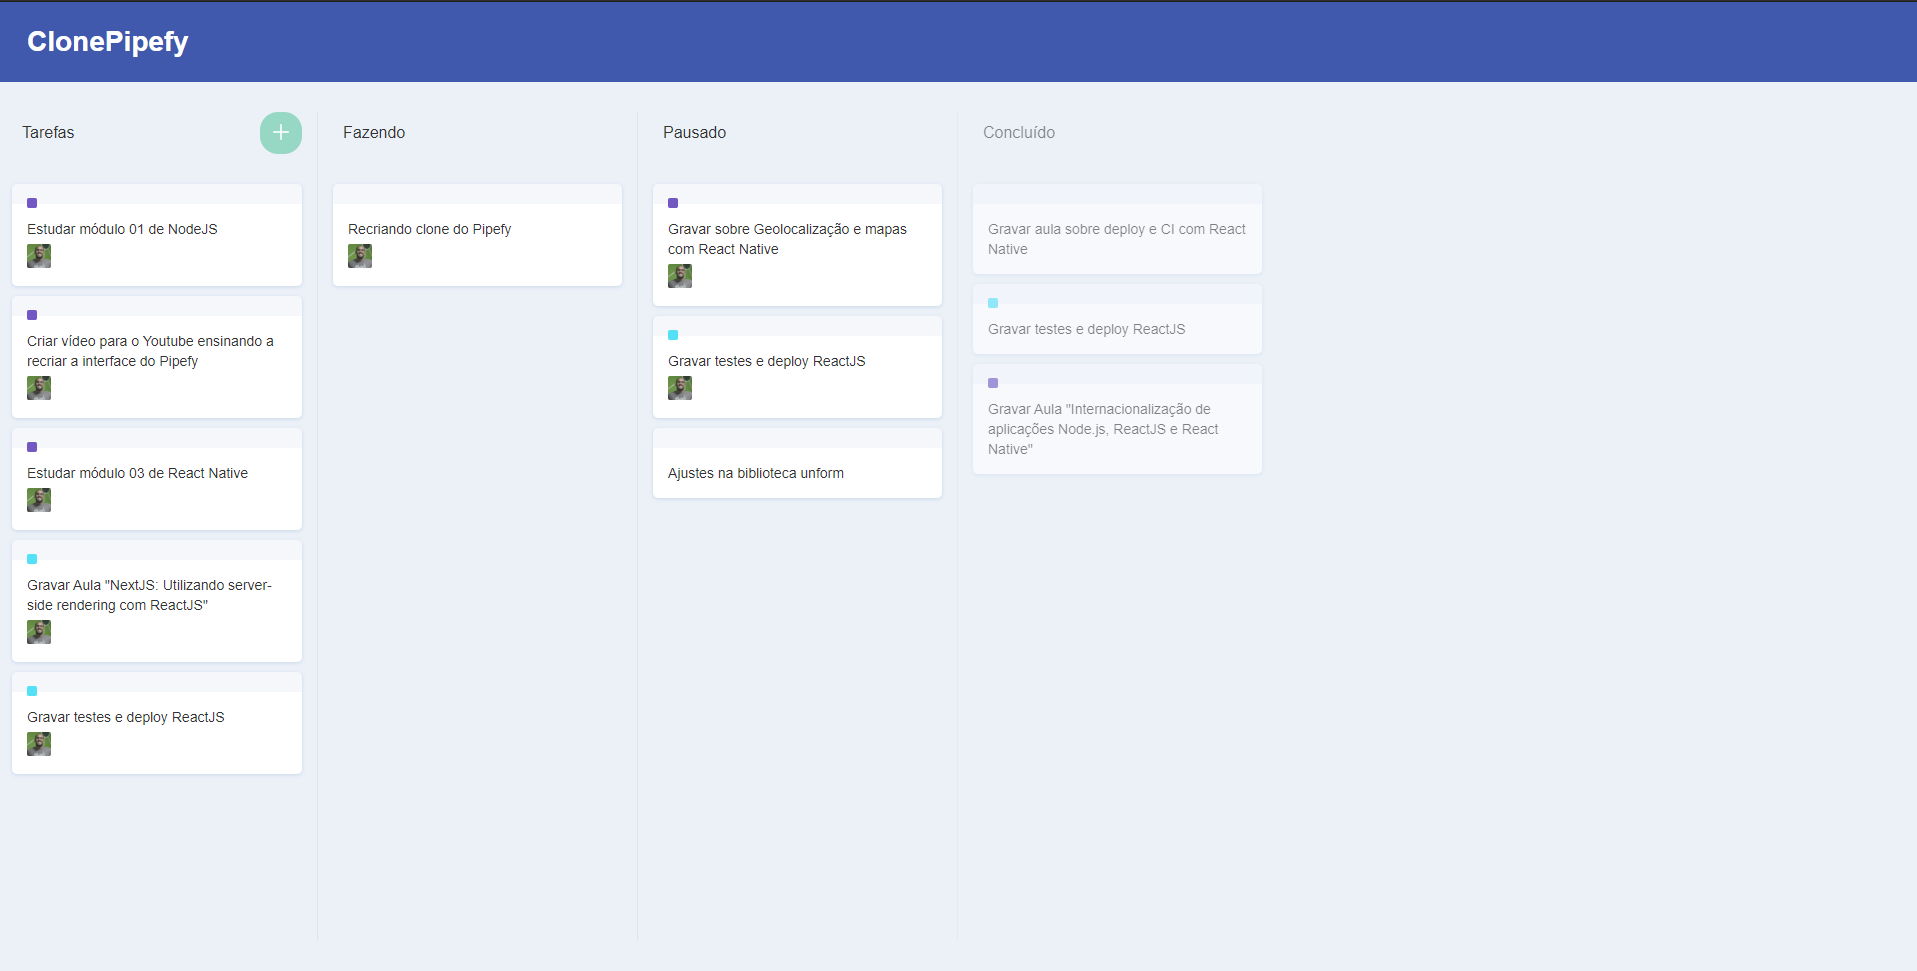 ClonePipefy
Tarefas
Estudar módulo 01 de NodeJS
Criar vídeo para o Youtube ensinando a
recriar a interface do Pipefy
Estudar módulo 03 de React Native
Gravar Aula "NextJS: Utilizando server-
side rendering com ReactJS"
Gravar testes e deploy ReactJS
Fazendo
Recriando clone do Pipefy
Pausado
Gravar sobre Geolocalização e mapas
com React Native
Gravar testes e deploy ReactJS
Ajustes na biblioteca unform
Concluído
Gravar aula sobre deploy e CI com React
Native
Gravar testes e deploy ReactJS
Gravar Aula "Internacionalização de
aplicações Node.js, ReactJS e React
Native"